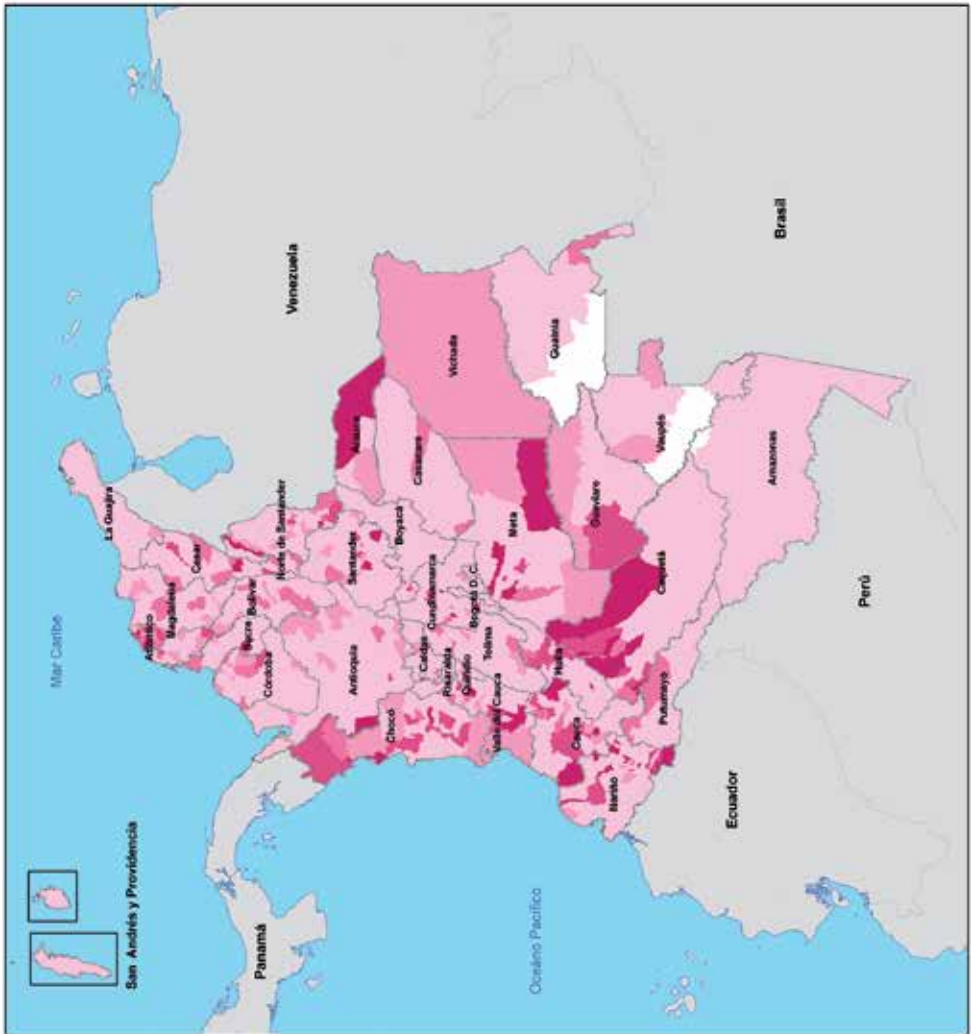 San Andrés y Providencia
Mar Caribe
Panamá
Océano Pacífico
Venezuela
Brasil
Perú
Ecuador
La Guajira
Atlántico
Magdalena
Cesar
Sucre
Bolívar
Córdoba
Norte de Santander
Antioquia
Santander
Arauca
Chocó
Caldas
Risaralda
Quindío
Cundinamarca
Boyacá
Casanare
Vichada
Bogotá D.C.
Tolima
Valle del Cauca
Meta
Huila
Cauca
Nariño
Guainía
Guaviare
Vaupés
Caquetá
Putumayo
Amazonas